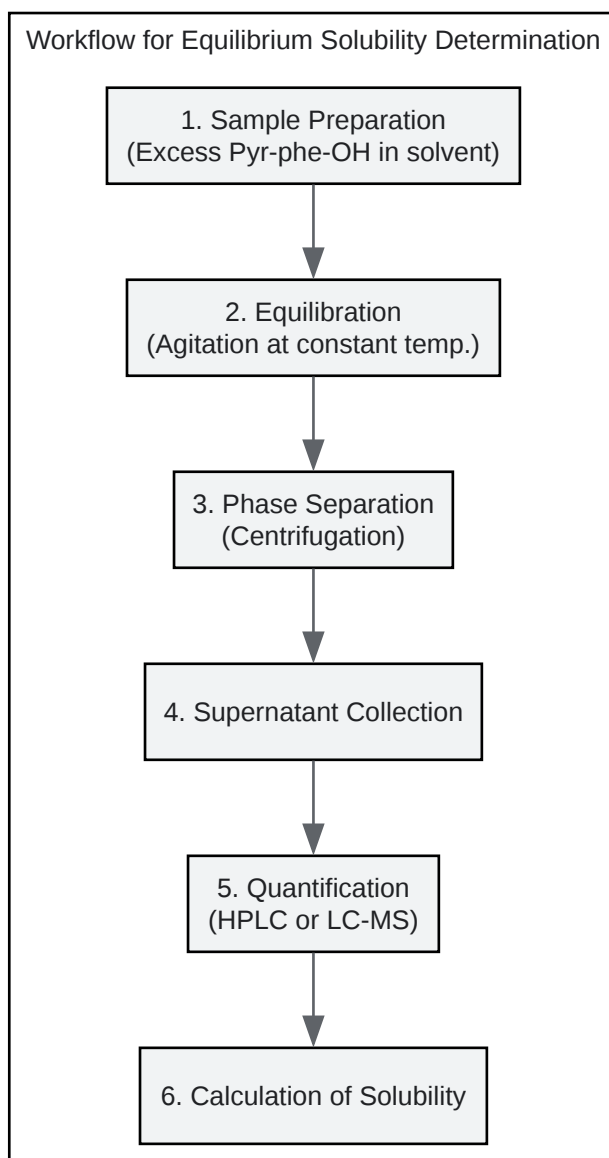 Workflow for Equilibrium Solubility Determination
1. Sample Preparation
(Excess Pyr-phe-OH in solvent)
2. Equilibration
(Agitation at constant temp.)
3. Phase Separation
(Centrifugation)
4. Supernatant Collection
5. Quantification
(HPLC or LC-MS)
6. Calculation of Solubility